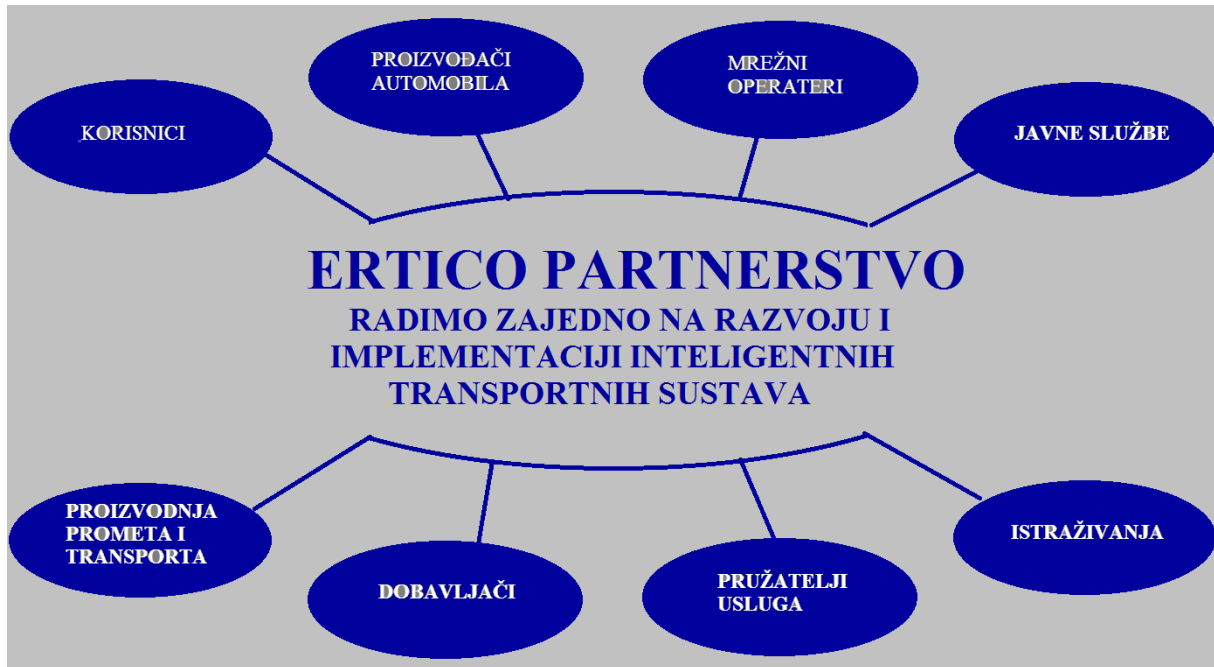 KORISNICI
PROIZVOĐAČI
AUTOMOBILA
MREŽNI
OPERATERI
JAVNE SLUŽBE
ERTICO PARTNERSTVO
RADIMO ZAJEDNO NA RAZVOJU I
IMPLEMENTACIJI INTELIGENTNIH
TRANSPORTNIH SUSTAVA
PROIZVODNJA
PROMETA I
TRANSPORTA
DOBAVLJAČI
PRUŽATELJI
USLUGA
ISTRAŽIVANJA